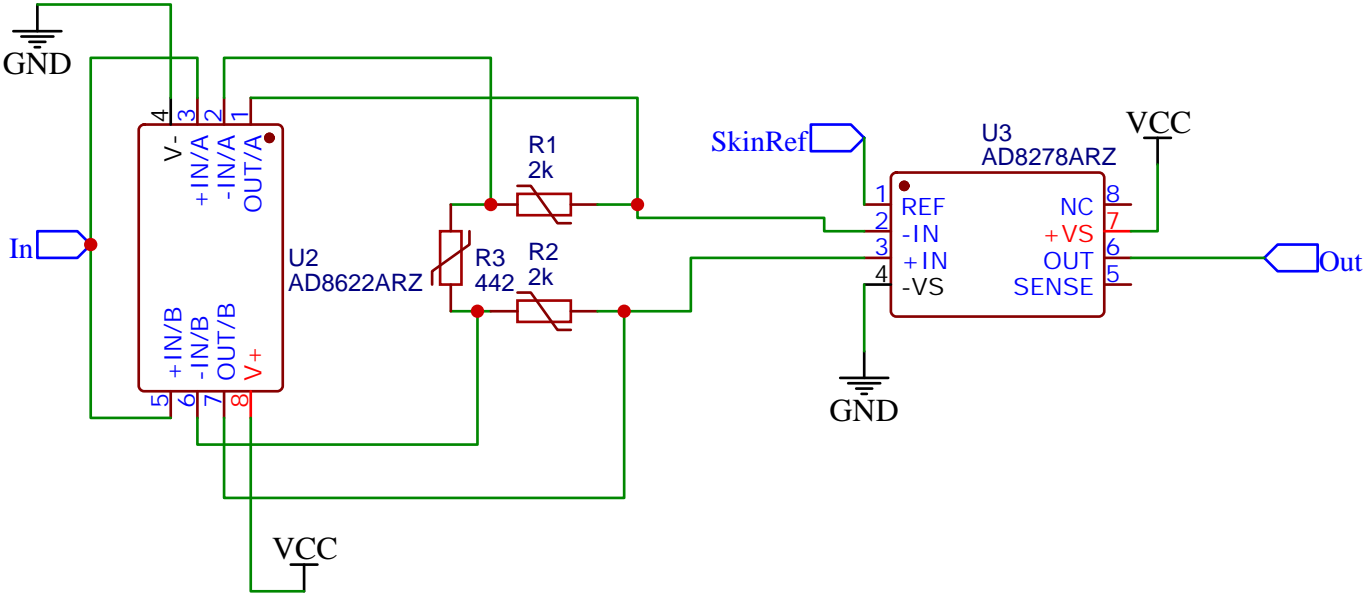 GND
4
3
2
1
V-
+IN/A
-IN/A
OUT/A
In
U2
AD8622ARZ
+IN/B
-IN/B
OUT/B
V+
5
6
7
8
VCC
R1
2k
R3
442
R2
2k
SkinRef
U3
AD8278ARZ
VCC
1
REF
NC
8
2
-IN
+VS
7
3
+IN
OUT
6
4
-VS
SENSE
5
Out
GND